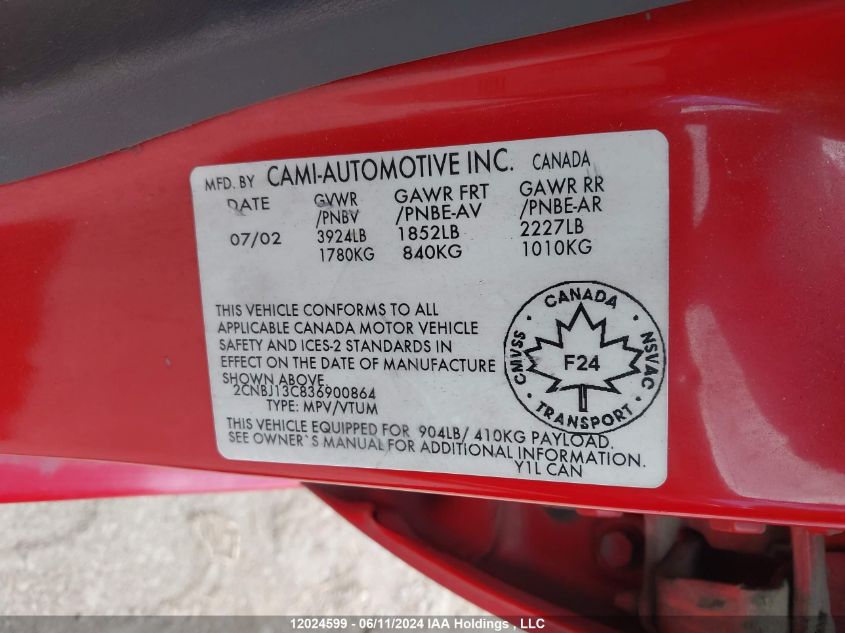 MFD. BY CAMI-AUTOMOTIVE INC. CANADA
DATE GVWR GAWR FRT GAWR RR
/PNBV /PNBE-AV /PNBE-AR
07/02 3924LB 1852LB 2227LB
1780KG 840KG 1010KG
THIS VEHICLE CONFORMS TO ALL
APPLICABLE CANADA MOTOR VEHICLE
SAFETY AND ICES-2 STANDARDS IN
EFFECT ON THE DATE OF MANUFACTURE
SHOWN ABOVE
2CNBJ13C836900864
TYPE: MPV/VTUM
CANADA
CMVSS · NSVAC
F24
TRANSPORT
THIS VEHICLE EQUIPPED FOR 904LB/ 410KG PAYLOAD.
SEE OWNER`S MANUAL FOR ADDITIONAL INFORMATION.
Y1L CAN
12024599 - 06/11/2024 IAA Holdings , LLC